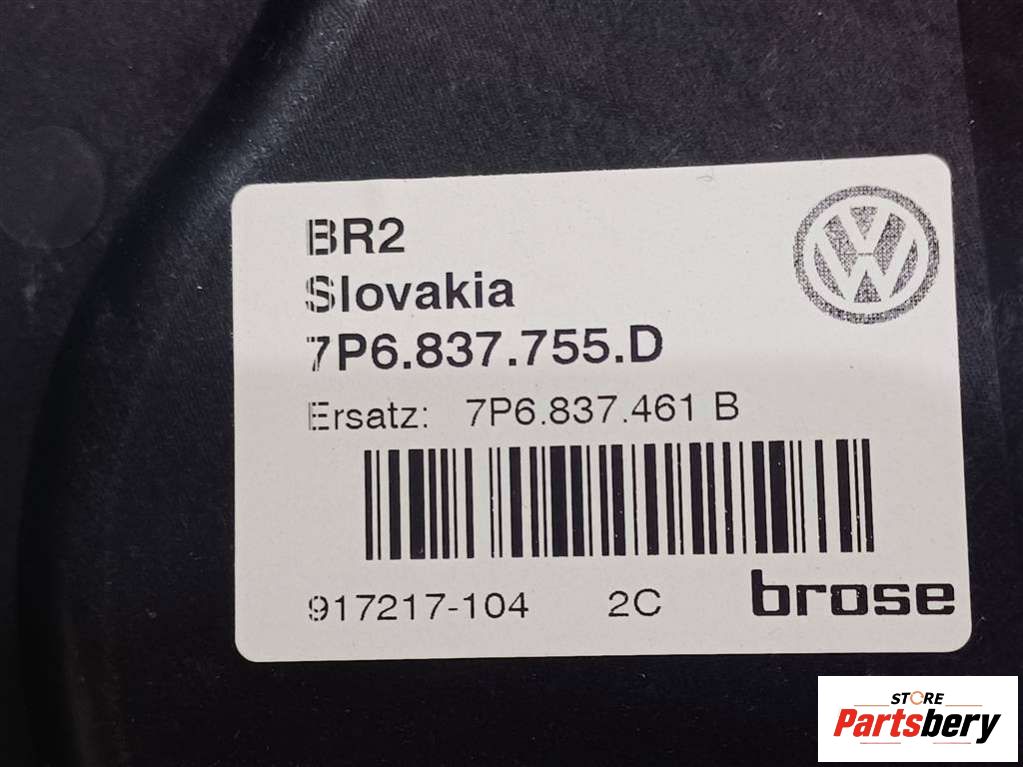 BR2
Slovakia
7P6.837.755.D
Ersatz: 7P6.837.461 B
917217-104 2C brose
STORE
Partsbery